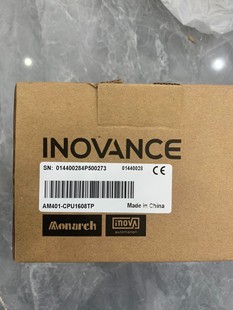 INOVANCE
SN: 014400284P500273
01440028
CE
AM401-CPU1608TP
Made in China
Monarch
INOVA
automation